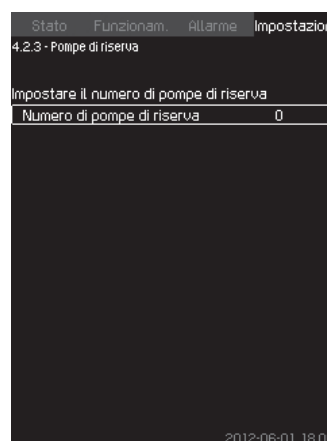 Stato Funzionam. Allarme Impostazio
4.2.3 - Pompe di riserva
Impostare il numero di pompe di riserva
Numero di pompe di riserva 0
2012-06-01 18:0